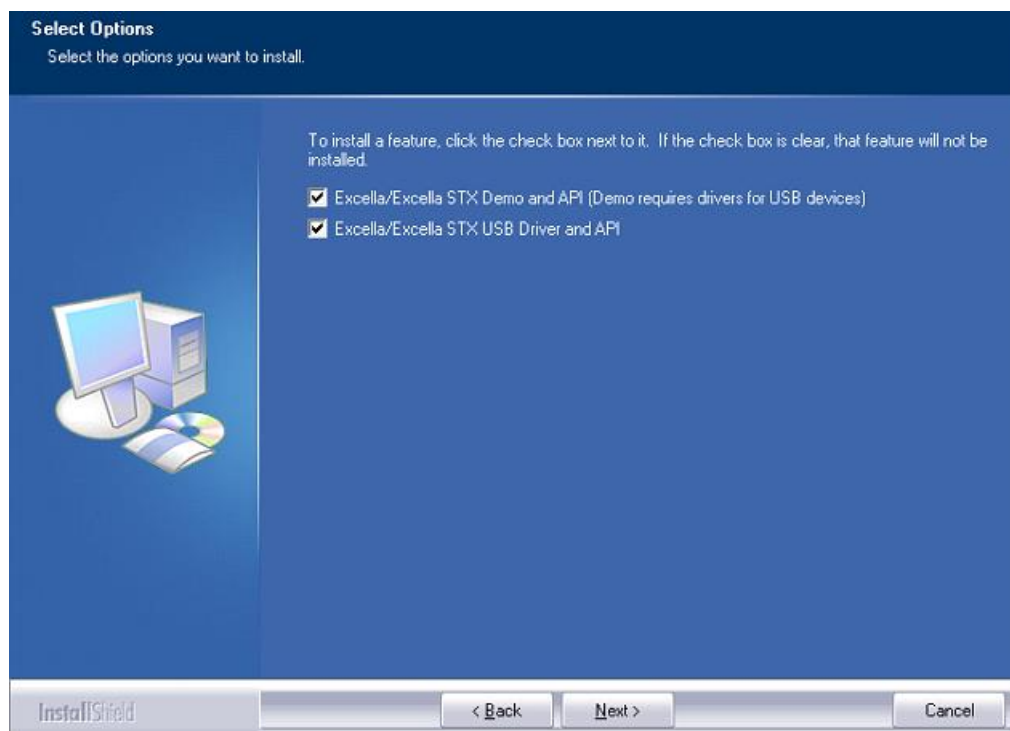 Select Options
Select the options you want to install.
To install a feature, click the check box next to it. If the check box is clear, that feature will not be
installed.
Excella/Excella STX Demo and API (Demo requires drivers for USB devices)
Excella/Excella STX USB Driver and API
InstallShield
< Back
Next >
Cancel